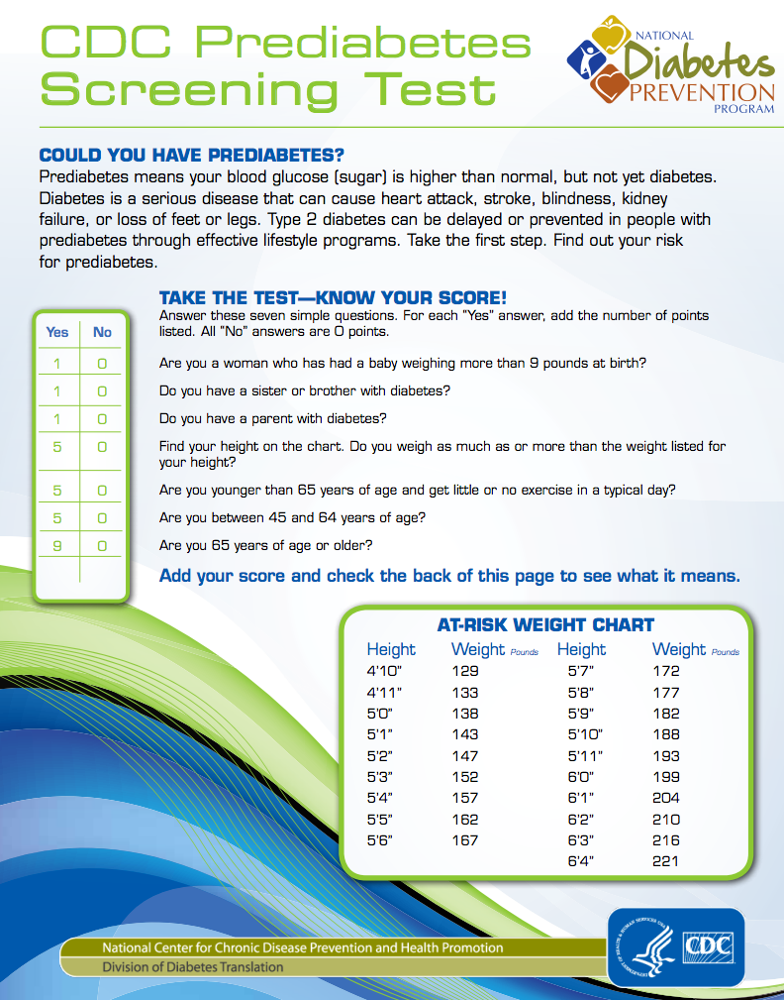 CDC Prediabetes
Screening Test
NATIONAL
Diabetes
PREVENTION
PROGRAM
COULD YOU HAVE PREDIABETES?
Prediabetes means your blood glucose (sugar) is higher than normal, but not yet diabetes.
Diabetes is a serious disease that can cause heart attack, stroke, blindness, kidney
failure, or loss of feet or legs. Type 2 diabetes can be delayed or prevented in people with
prediabetes through effective lifestyle programs. Take the first step. Find out your risk
for prediabetes.
TAKE THE TEST—KNOW YOUR SCORE!
Answer these seven simple questions. For each “Yes” answer, add the number of points
listed. All “No” answers are 0 points.
Yes No
1 0 Are you a woman who has had a baby weighing more than 9 pounds at birth?
1 0 Do you have a sister or brother with diabetes?
1 0 Do you have a parent with diabetes?
5 0 Find your height on the chart. Do you weigh as much as or more than the weight listed for
your height?
5 0 Are you younger than 65 years of age and get little or no exercise in a typical day?
5 0 Are you between 45 and 64 years of age?
9 0 Are you 65 years of age or older?
Add your score and check the back of this page to see what it means.
AT-RISK WEIGHT CHART
Height Weight Pounds Height Weight Pounds
4’10” 129 5’7” 172
4’11” 133 5’8” 177
5’0” 138 5’9” 182
5’1” 143 5’10” 188
5’2” 147 5’11” 193
5’3” 152 6’0” 199
5’4” 157 6’1” 204
5’5” 162 6’2” 210
5’6” 167 6’3” 216
6’4” 221
National Center for Chronic Disease Prevention and Health Promotion
Division of Diabetes Translation
DEPARTMENT OF HEALTH & HUMAN SERVICES USA
CDC